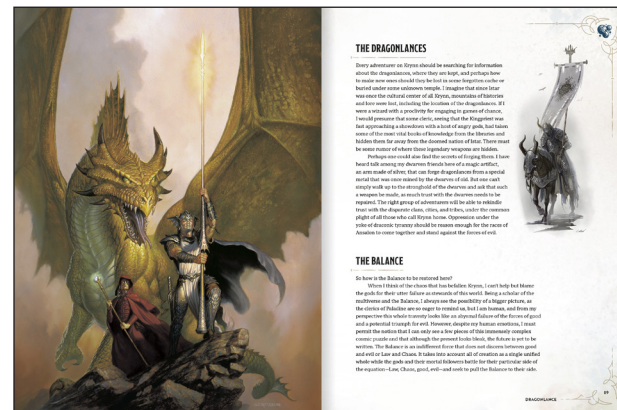 THE DRAGONLANCES
Every adventurer on Krynn should be searching for information
about the dragonlances, where they are kept, and perhaps how
to make new ones should they be lost in some forgotten cache or
buried under some unknown temple. I imagine that since Istar
was once the cultural center of all Krynn, mountains of histories
and lore were lost, including the location of the dragonlances. If I
were a wizard with a proclivity for engaging in games of chance,
I would presume that some cleric, seeing that the Kingpriest was
fast approaching a showdown with a host of angry gods, had taken
some of the most vital books of knowledge from the libraries and
hidden them far away from the doomed nation of Istar. There must
be some rumor of where these legendary weapons are hidden.
Perhaps one could also find the secrets of forging them. I have
heard talk among my dwarven friends here of a magic artifact,
an arm made of silver, that can forge dragonlances from a special
metal that was once mined by the dwarves of old. But one can't
simply walk up to the stronghold of the dwarves and ask that such
a weapon be made, as much trust with the dwarves needs to be
repaired. The right group of adventurers will be able to rekindle
trust with the disparate clans, cities, and tribes, under the common
plight of all those who call Krynn home. Oppression under the
yoke of draconic tyranny should be reason enough for the races of
Ansalon to come together and stand against the forces of evil.
THE BALANCE
So how is the Balance to be restored here?
When I think of the chaos that has befallen Krynn, I can't help but blame
the gods for their utter failure as stewards of this world. Being a scholar of the
multiverse and the Balance, I always see the possibility of a bigger picture, as
the clerics of Paladine are so eager to remind us, but I am human, and from my
perspective this whole travesty looks like an abysmal failure of the forces of good
and a potential triumph for evil. However, despite my human emotions, I must
permit the notion that I can only see a few pieces of this immensely complex
cosmic puzzle and that although the present looks bleak, the future is yet to be
written. The Balance is an indifferent force that does not discern between good
and evil or Law and Chaos. It takes into account all of creation as a single unified
whole while the gods and their mortal followers battle for their particular side of
the equation—Law, Chaos, good, evil—and seek to pull the Balance to their side.
DRAGONLANCE